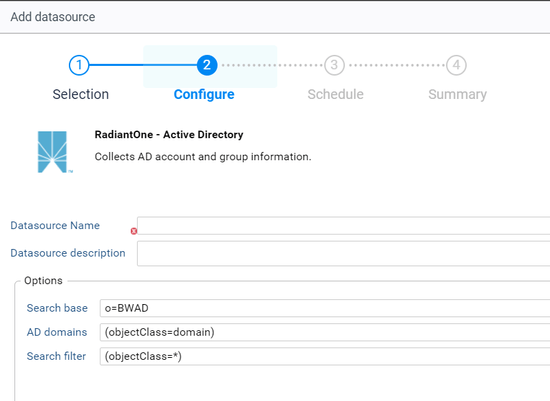 Add datasource
1
2
3
4
Selection
Configure
Schedule
Summary
RadiantOne - Active Directory
Collects AD account and group information.
Datasource Name
Datasource description
Options
Search base o=BWAD
AD domains (objectClass=domain)
Search filter (objectClass=*)